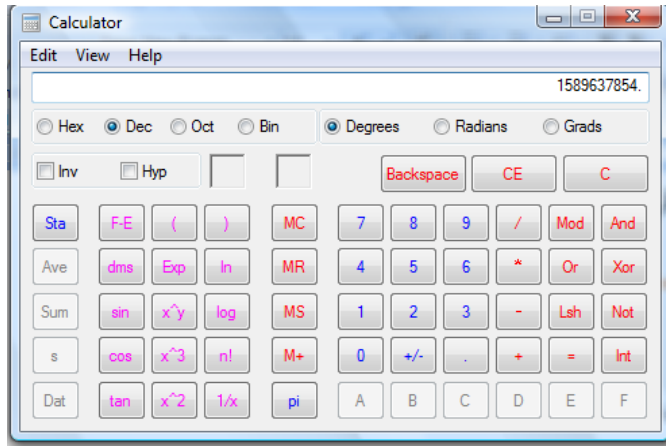 Calculator
Edit View Help
1589637854.
Hex Dec Oct Bin Degrees Radians Grads
Inv Hyp Backspace CE C
Sta F-E ( ) MC 7 8 9 / Mod And
Ave dms Exp ln MR 4 5 6 * Or Xor
Sum sin x^y log MS 1 2 3 - Lsh Not
s cos x^3 n! M+ 0 +/- . + = Int
Dat tan x^2 1/x pi A B C D E F